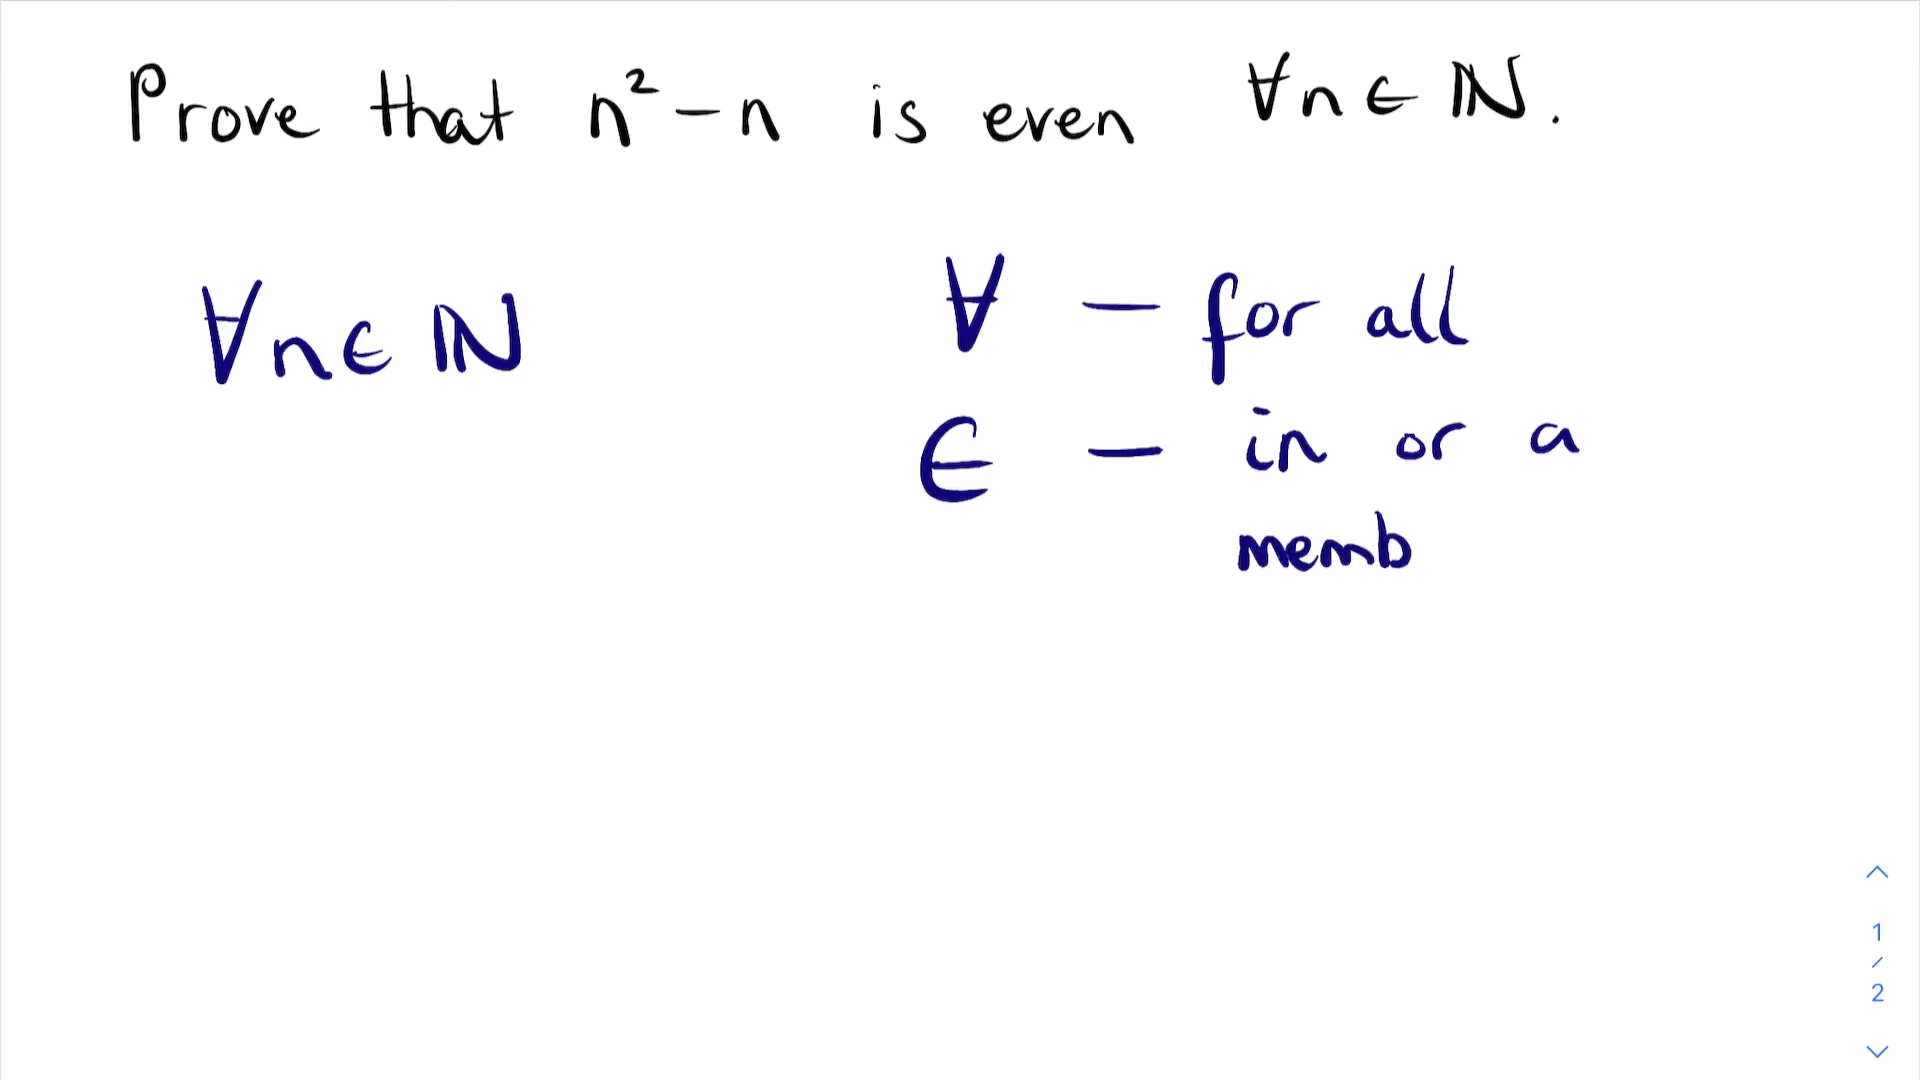 Prove that n² – n is even ∀n∈ℕ.
∀n∈ℕ
∀ – for all
∈ – in or a
memb
1
/
2